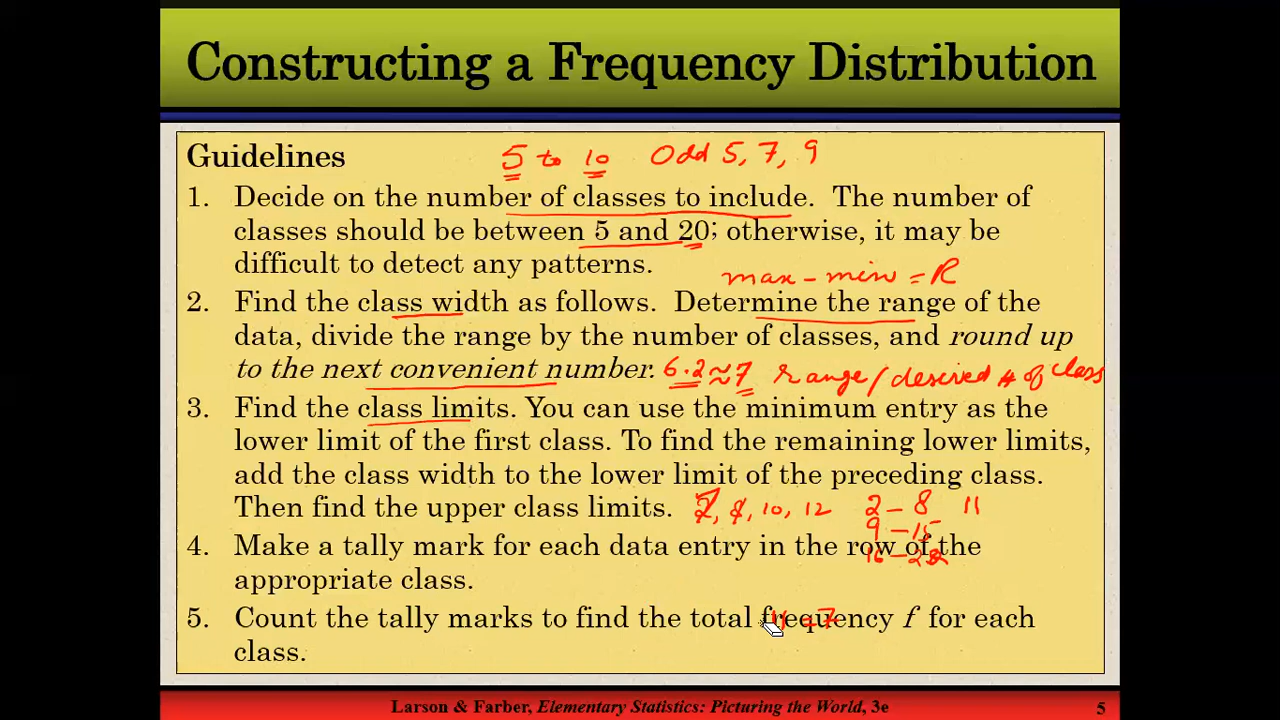 Constructing a Frequency Distribution
Guidelines 5 to 10 Odd 5, 7, 9
1. Decide on the number of classes to include. The number of
classes should be between 5 and 20; otherwise, it may be
difficult to detect any patterns.
max - min = R
2. Find the class width as follows. Determine the range of the
data, divide the range by the number of classes, and round up
to the next convenient number. 6.2 ≈ 7 range/desired # of class
3. Find the class limits. You can use the minimum entry as the
lower limit of the first class. To find the remaining lower limits,
add the class width to the lower limit of the preceding class.
Then find the upper class limits. 10, 12 2 - 8 11
9 - 15
4. Make a tally mark for each data entry in the row of the
16 - 22
appropriate class.
5. Count the tally marks to find the total frequency f for each
= 7
class.
Larson & Farber, Elementary Statistics: Picturing the World, 3e 5